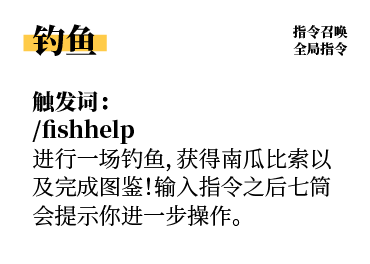 钓鱼
指令召唤
全局指令
触发词：
/fishhelp
进行一场钓鱼，获得南瓜比索以
及完成图鉴！输入指令之后七筒
会提示你进一步操作。